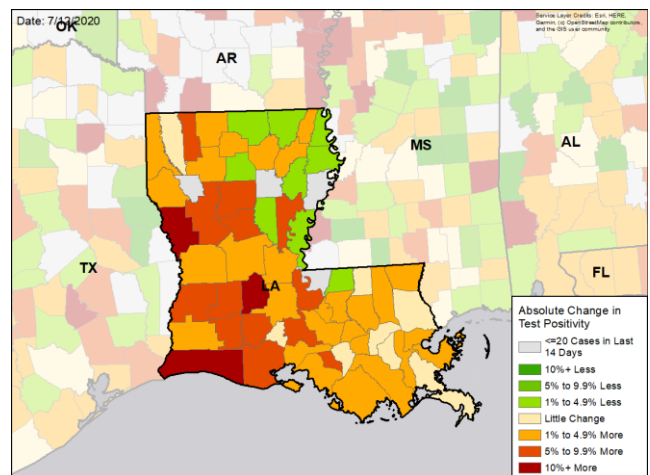 Date: 7/12/2020
Service Layer Credits: Esri, HERE,
Garmin, (c) OpenStreetMap contributors,
and the GIS user community
OK
AR
MS
AL
TX
LA
FL
Absolute Change in
Test Positivity
<=20 Cases in Last
14 Days
10%+ Less
5% to 9.9% Less
1% to 4.9% Less
Little Change
1% to 4.9% More
5% to 9.9% More
10%+ More